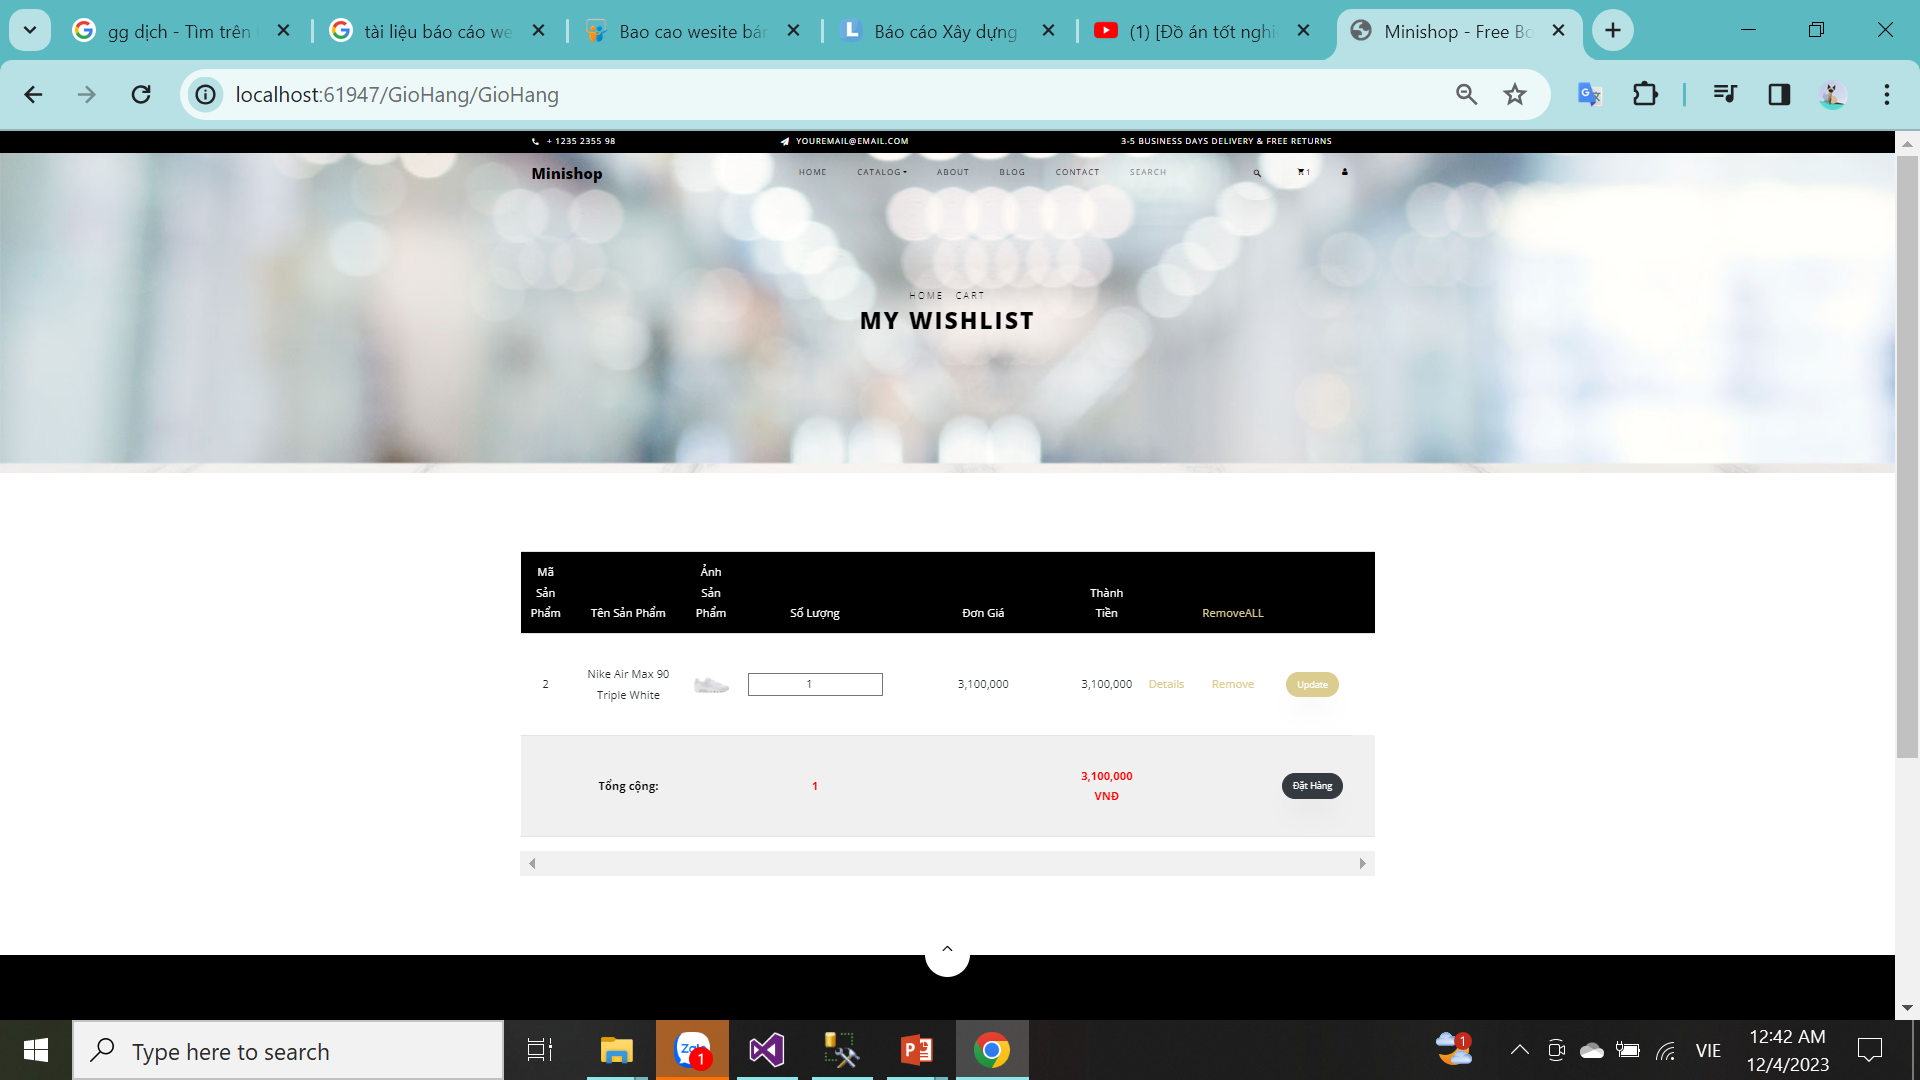 gg dịch - Tìm trên
tài liệu báo cáo we
Bao cao wesite bár
Báo cáo Xây dựng
(1) [Đồ án tốt nghi
Minishop - Free Bo
localhost:61947/GioHang/GioHang
+ 1235 2355 98
YOUREMAIL@EMAIL.COM
3-5 BUSINESS DAYS DELIVERY & FREE RETURNS
Minishop
HOME
CATALOG
ABOUT
BLOG
CONTACT
SEARCH
1
HOME CART
MY WISHLIST
Mã Sản Phẩm
Tên Sản Phẩm
Ảnh Sản Phẩm
Số Lượng
Đơn Giá
Thành Tiền
RemoveALL
2
Nike Air Max 90
Triple White
1
3,100,000
3,100,000
Details
Remove
Update
Tổng cộng:
1
3,100,000
VNĐ
Đặt Hàng
Type here to search
Zalo
1
1
VIE
12:42 AM
12/4/2023